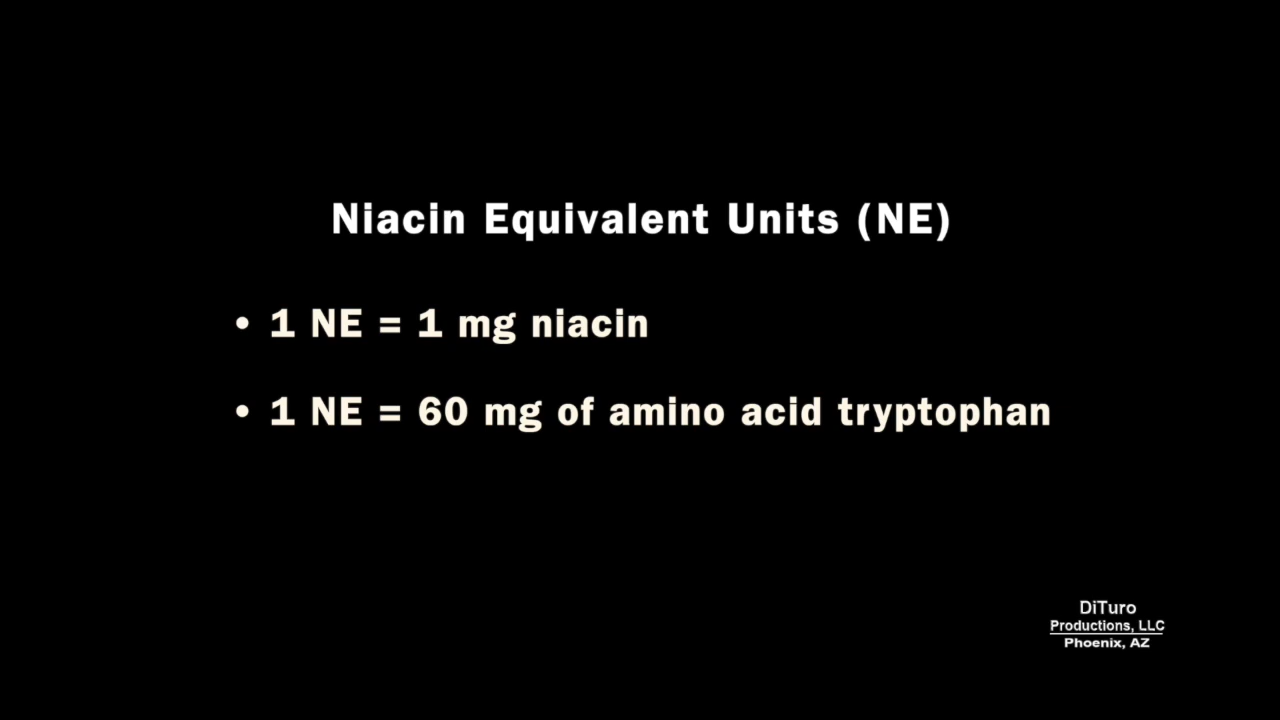 Niacin Equivalent Units (NE)
• 1 NE = 1 mg niacin
• 1 NE = 60 mg of amino acid tryptophan
DiTuro
Productions, LLC
Phoenix, AZ